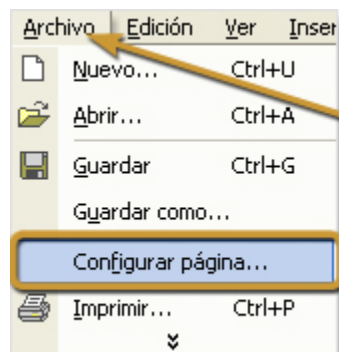 Archivo Edición Ver Inser
Nuevo... Ctrl+U
Abrir... Ctrl+A
Guardar Ctrl+G
Guardar como...
Configurar página...
Imprimir... Ctrl+P